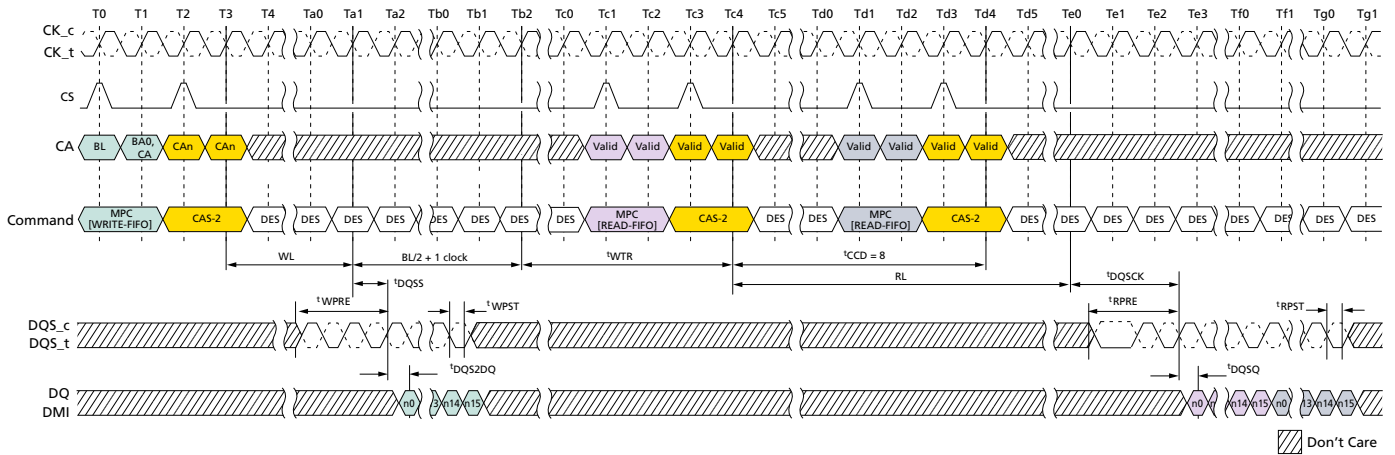 T0 T1 T2 T3 T4 Ta0 Ta1 Ta2 Tb0 Tb1 Tb2 Tc0 Tc1 Tc2 Tc3 Tc4 Tc5 Td0 Td1 Td2 Td3 Td4 Td5 Te0 Te1 Te2 Te3 Tf0 Tf1 Tg0 Tg1
CK_c
CK_t
CS
CA BL BA0, CA CAn CAn Valid Valid Valid Valid Valid Valid Valid Valid
Command MPC [WRITE-FIFO] CAS-2 DES DES DES DES DES DES DES DES MPC [READ-FIFO] CAS-2 DES DES MPC [READ-FIFO] CAS-2 DES DES DES DES DES DES DES DES DES
WL BL/2 + 1 clock tWTR tCCD = 8
tDQSS RL tDQSCK
tWPRE tWPST tRPRE tRPST
DQS_c
DQS_t
tDQS2DQ tDQSQ
DQ
DMI
n0 3 n14 n15 n0 n n14 n15 n0 13 n14 n15
Don't Care